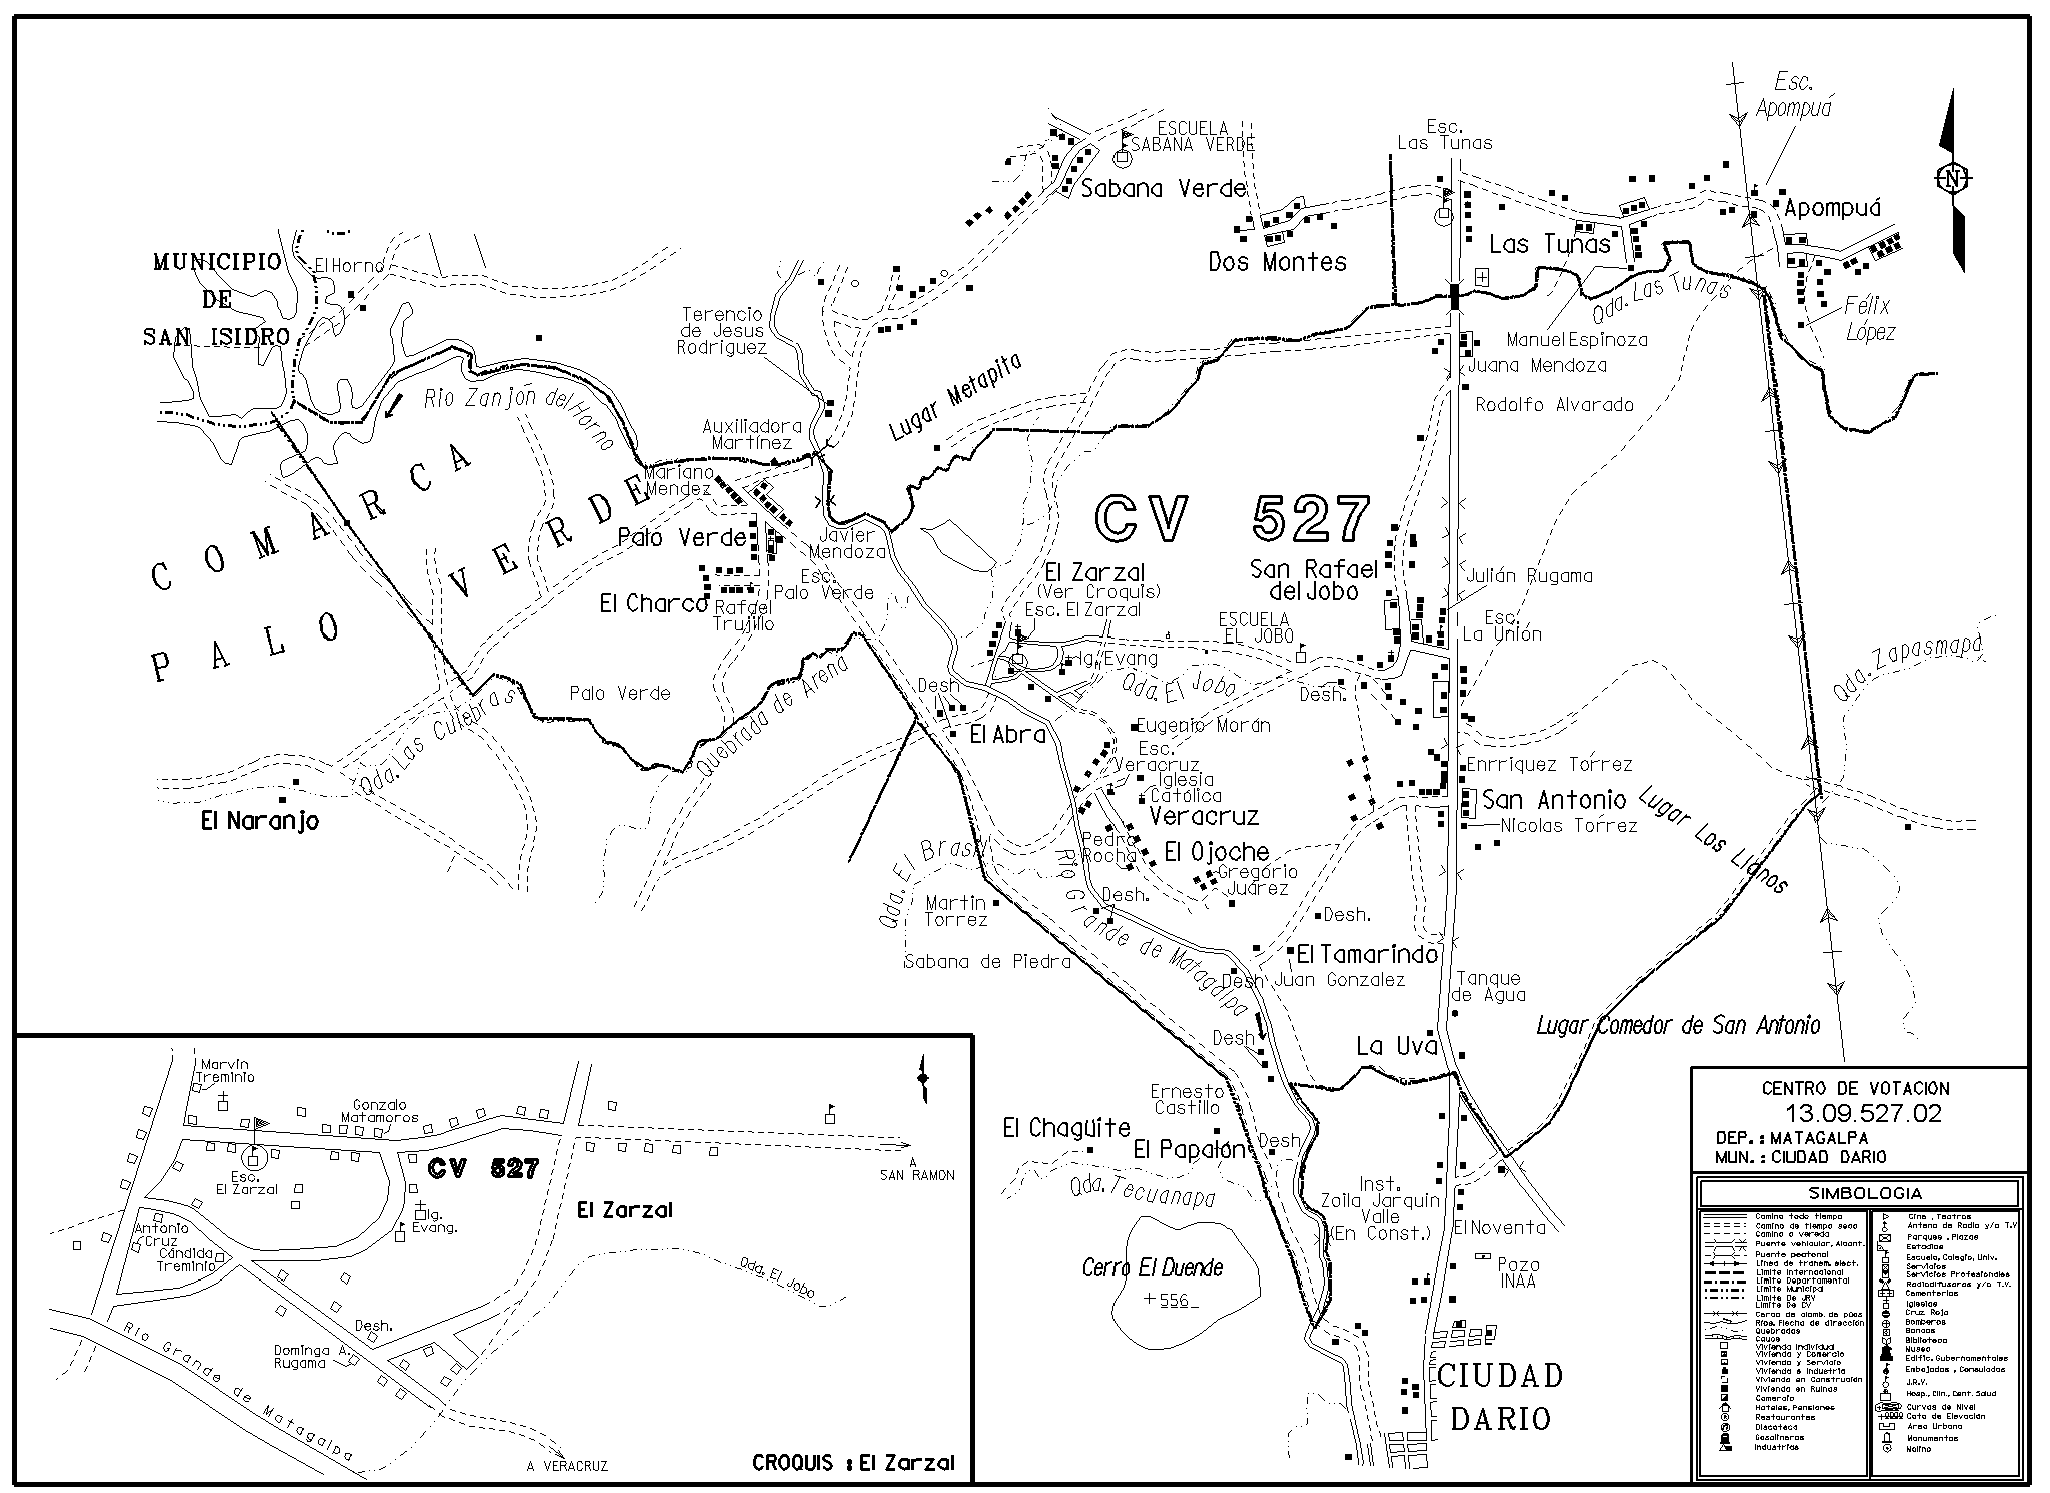 Esc.
Apompuá
ESCUELA
SABANA VERDE
Esc.
Las Tunas
Sabana Verde
Apompuá
Las Tunas
Dos Montes
MUNICIPIO
DE
SAN ISIDRO
El Horno
Qda. Las Tunas
Félix
López
Terencio
de Jesus
Rodriguez
Manuel Espinoza
Juana Mendoza
Lugar Metapita
Rio Zanjón del Horno
Rodolfo Alvarado
Auxiliadora
Martínez
COMARCA
PALO VERDE
Mariano
Mendez
CV 527
Palo Verde
Javier
Mendoza
El Zarzal
(Ver Croquis)
Esc. El Zarzal
San Rafael
del Jobo
Julián Rugama
Esc.
Palo Verde
El Charco
Rafael
Trujillo
ESCUELA
EL JOBO
Esc.
La Unión
Ig. Evang
Qda. Zapasmapa
Qda. El Jobo
Desh.
Desh
Palo Verde
Quebrada de Arena
Qda. Las Culebras
El Abra
Eugenio Morán
Esc.
Veracruz
Iglesia
Católica
Veracruz
Enrriquez Tórrez
San Antonio
Nicolas Tórrez
Lugar Los Llanos
El Naranjo
Pedro
Rocha
El Ojoche
Gregorio
Juárez
Qda. El Brasil
Martin
Torrez
Desh.
Desh.
Rio Grande de Matagalpa
Sabana de Piedra
El Tamarindo
Desh
Juan Gonzalez
Tanque
de Agua
Lugar Comedor de San Antonio
Desh
La Uva
Ernesto
Castillo
El Chagüite
El Papalon
Desh
Qda. Tecuanapa
Inst.
Zoila Jarquin
Valle
(En Const.)
El Noventa
Cerro El Duende
556
Pozo
INAA
CIUDAD
DARIO
Marvin
Treminio
Gonzalo
Matamoros
CV 527
A
SAN RAMON
Esc.
El Zarzal
Ig.
Evang.
El Zarzal
Antonio
Cruz
Cándida
Treminio
Qda. El Jobo
Desh.
Dominga A.
Rugama
Rio Grande de Matagalpa
A VERACRUZ
CROQUIS : El Zarzal
CENTRO DE VOTACION
13.09.527.02
DEP. : MATAGALPA
MUN. : CIUDAD DARIO
SIMBOLOGIA
Camino todo tiempo
Camino de tiempo seco
Camino o vereda
Puente vehicular, Alcant.
Puente peatonal
Linea de transm. elect.
Limite Internacional
Limite Departamental
Limite Municipal
Limite De JRV
Limite De CV
Cerca de alamb. de púas
Ríos, Flecha de dirección
Quebradas
Cauce
Vivienda Individual
Vivienda y Comercio
Vivienda y Servicio
Vivienda e Industria
Vivienda en Construcción
Vivienda en Ruinas
Comercio
Hoteles, Pensiones
Restaurantes
Discoteca
Gasolineras
Industrias
Cine, Teatros
Antena de Radio y/o T.V
Parques, Plazas
Estadios
Escuela, Colegio, Univ.
Servicios
Servicios Profesionales
Radiodifusoras y/o T.V.
Cementerios
Iglesias
Cruz Roja
Bomberos
Bancos
Biblioteca
Museo
Edific. Gubernamentales
Embajadas, Consulados
J.R.V.
Hosp., Clin., Cent. Salud
Curvas de Nivel
Cota de Elevación
Area Urbana
Monumentos
Molino